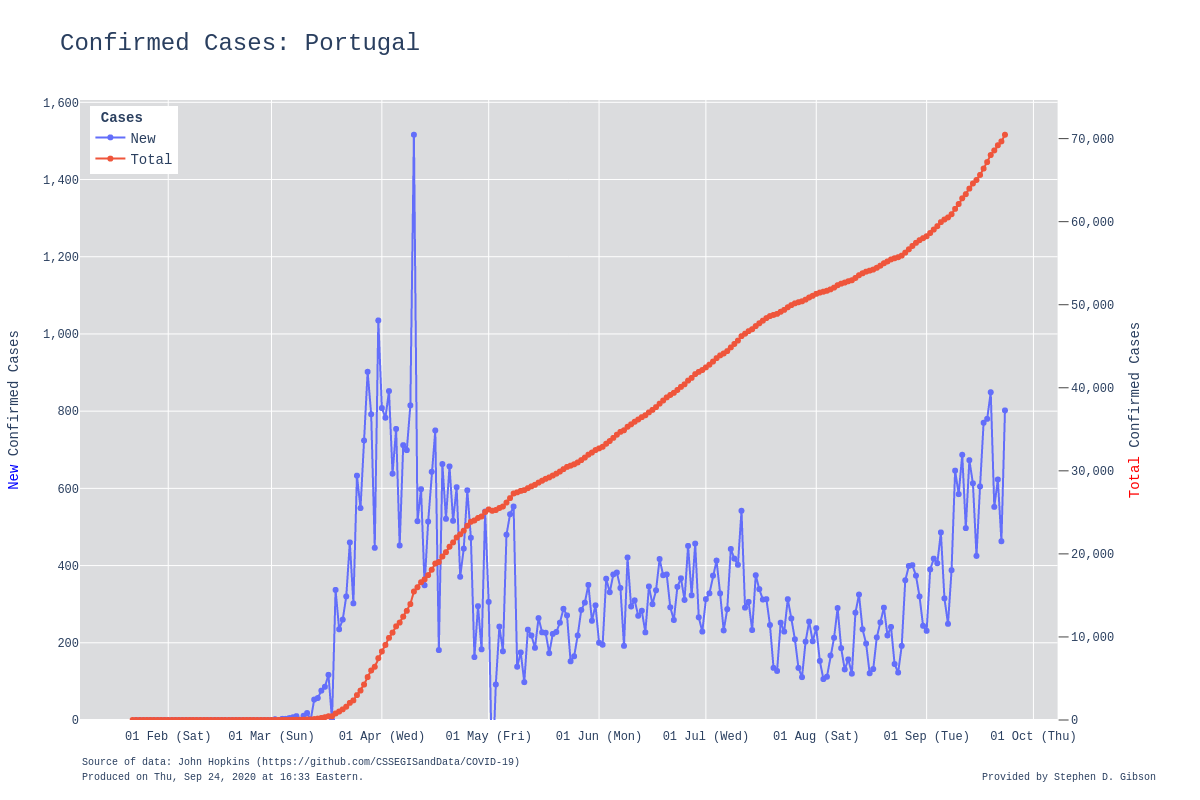 Confirmed Cases: Portugal
Cases
New
Total
1,600
1,400
1,200
1,000
800
600
400
200
0
New Confirmed Cases
70,000
60,000
50,000
40,000
30,000
20,000
10,000
0
Total Confirmed Cases
01 Feb (Sat)
01 Mar (Sun)
01 Apr (Wed)
01 May (Fri)
01 Jun (Mon)
01 Jul (Wed)
01 Aug (Sat)
01 Sep (Tue)
01 Oct (Thu)
Source of data: John Hopkins (https://github.com/CSSEGISandData/COVID-19)
Produced on Thu, Sep 24, 2020 at 16:33 Eastern.
Provided by Stephen D. Gibson